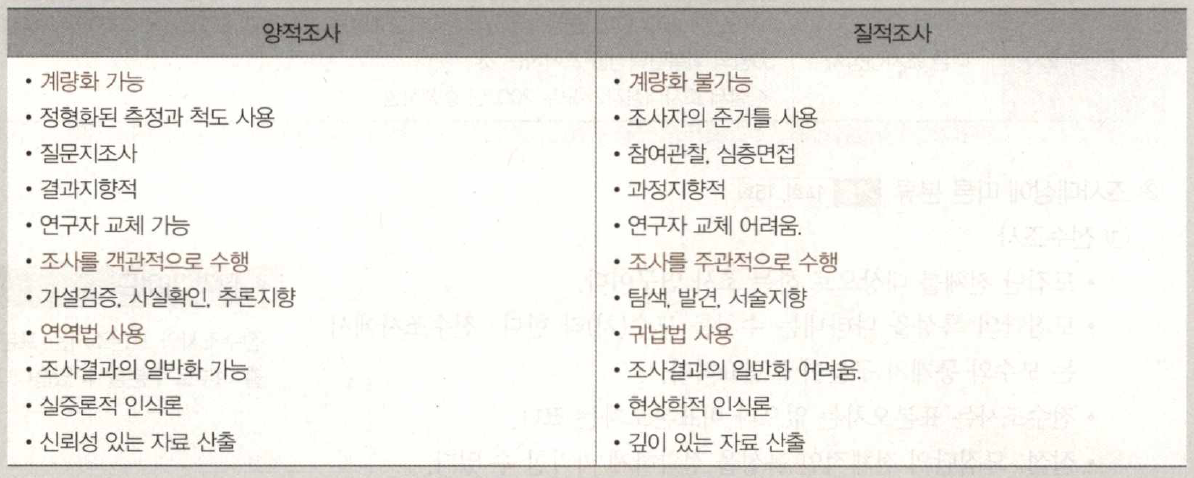 양적조사
질적조사
• 계량화 가능
• 정형화된 측정과 척도 사용
• 질문지조사
• 결과지향적
• 연구자 교체 가능
• 조사를 객관적으로 수행
• 가설검증, 사실확인, 추론지향
• 연역법 사용
• 조사결과의 일반화 가능
• 실증론적 인식론
• 신뢰성 있는 자료 산출
• 계량화 불가능
• 조사자의 준거틀 사용
• 참여관찰, 심층면접
• 과정지향적
• 연구자 교체 어려움.
• 조사를 주관적으로 수행
• 탐색, 발견, 서술지향
• 귀납법 사용
• 조사결과의 일반화 어려움.
• 현상학적 인식론
• 깊이 있는 자료 산출